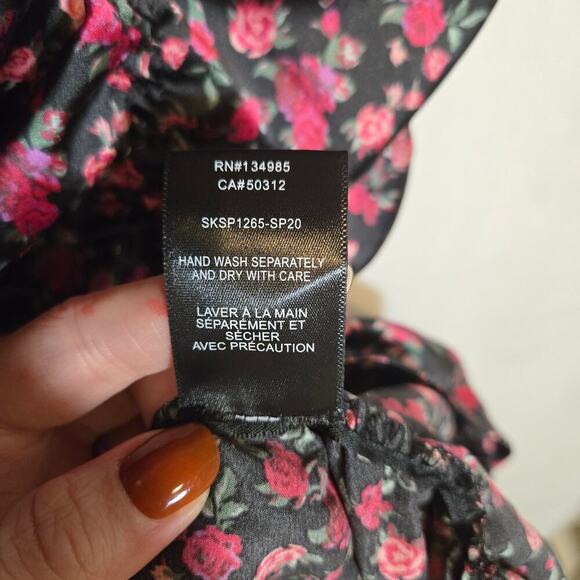 RN#134985
CA#50312
SKSP1265-SP20
HAND WASH SEPARATELY
AND DRY WITH CARE
LAVER À LA MAIN
SÉPARÉMENT ET
SÉCHER
AVEC PRÉCAUTION